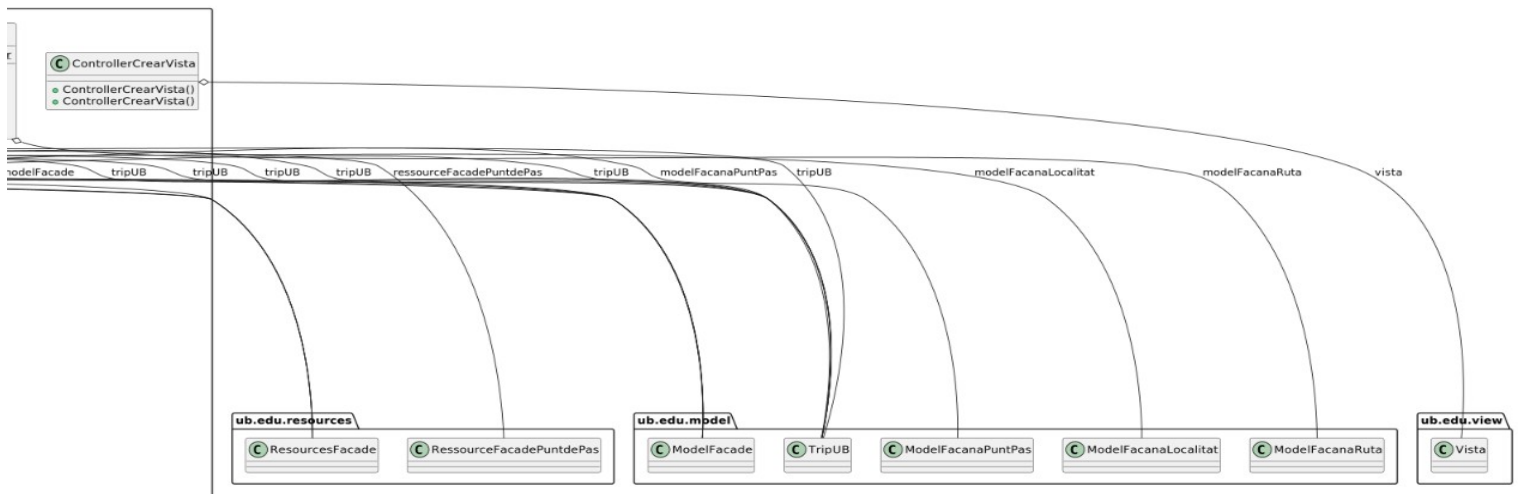 r
C ControllerCrearVista
ControllerCrearVista()
ControllerCrearVista()
modelFacade tripUB tripUB tripUB tripUB ressourceFacadePuntdePas tripUB modelFacanaPuntPas tripUB modelFacanaLocalitat modelFacanaRuta vista
ub.edu.resources ub.edu.model ub.edu.view
C ResourcesFacade C RessourceFacadePuntdePas C ModelFacade C TripUB C ModelFacanaPuntPas C ModelFacanaLocalitat C ModelFacanaRuta C Vista